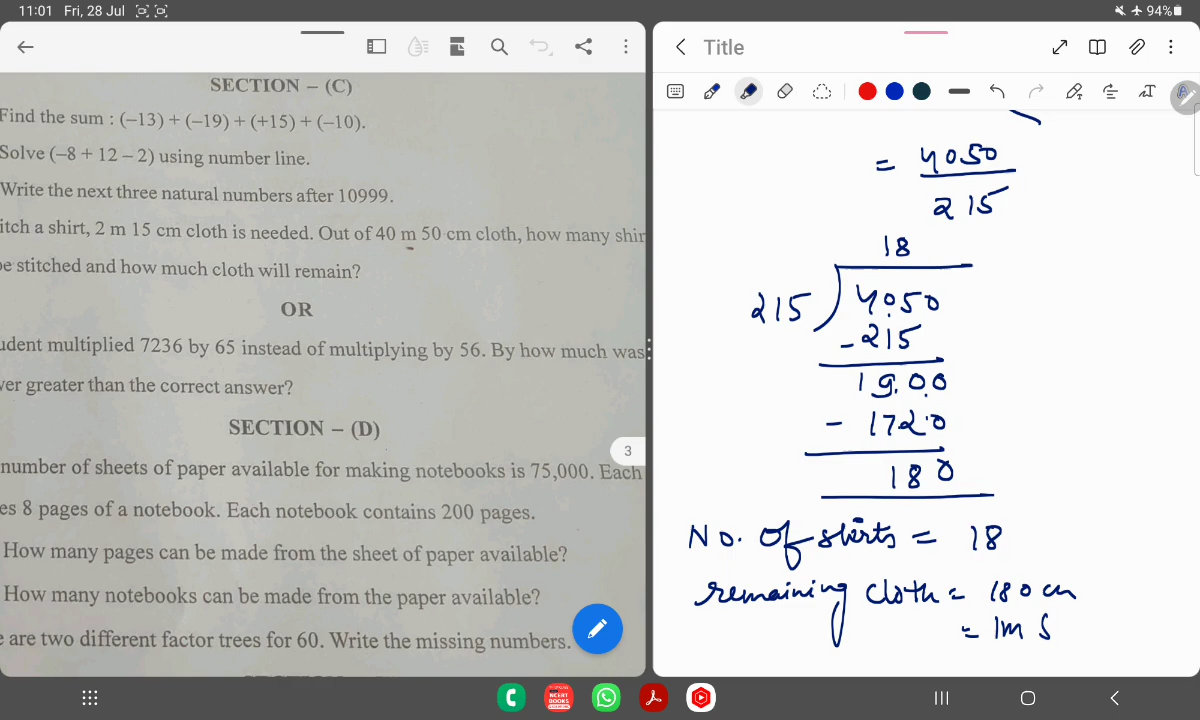 11:01 Fri, 28 Jul
94%
SECTION – (C)
Find the sum : (–13) + (–19) + (+15) + (–10).
Solve (–8 + 12 – 2) using number line.
Write the next three natural numbers after 10999.
itch a shirt, 2 m 15 cm cloth is needed. Out of 40 m 50 cm cloth, how many shir
be stitched and how much cloth will remain?
OR
udent multiplied 7236 by 65 instead of multiplying by 56. By how much was
ver greater than the correct answer?
SECTION – (D)
3
number of sheets of paper available for making notebooks is 75,000. Each
es 8 pages of a notebook. Each notebook contains 200 pages.
How many pages can be made from the sheet of paper available?
How many notebooks can be made from the paper available?
e are two different factor trees for 60. Write the missing numbers.
Title
= 4050
215
18
215 4050
- 215
1900
- 1720
180
No. of shirts = 18
remaining cloth = 180 cm
= 1m 8
NCERT
BOOKS